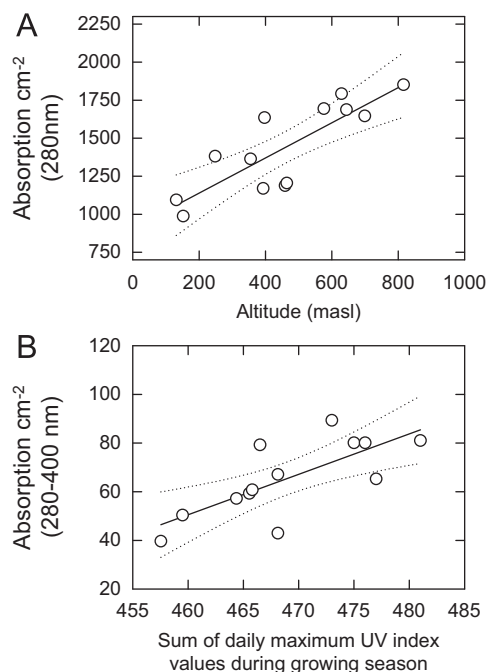 A
2250
2000
1750
1500
1250
1000
750
Absorption cm-2
(280nm)
0 200 400 600 800 1000
Altitude (masl)
B
120
100
80
60
40
20
Absorption cm-2
(280-400 nm)
455 460 465 470 475 480 485
Sum of daily maximum UV index
values during growing season